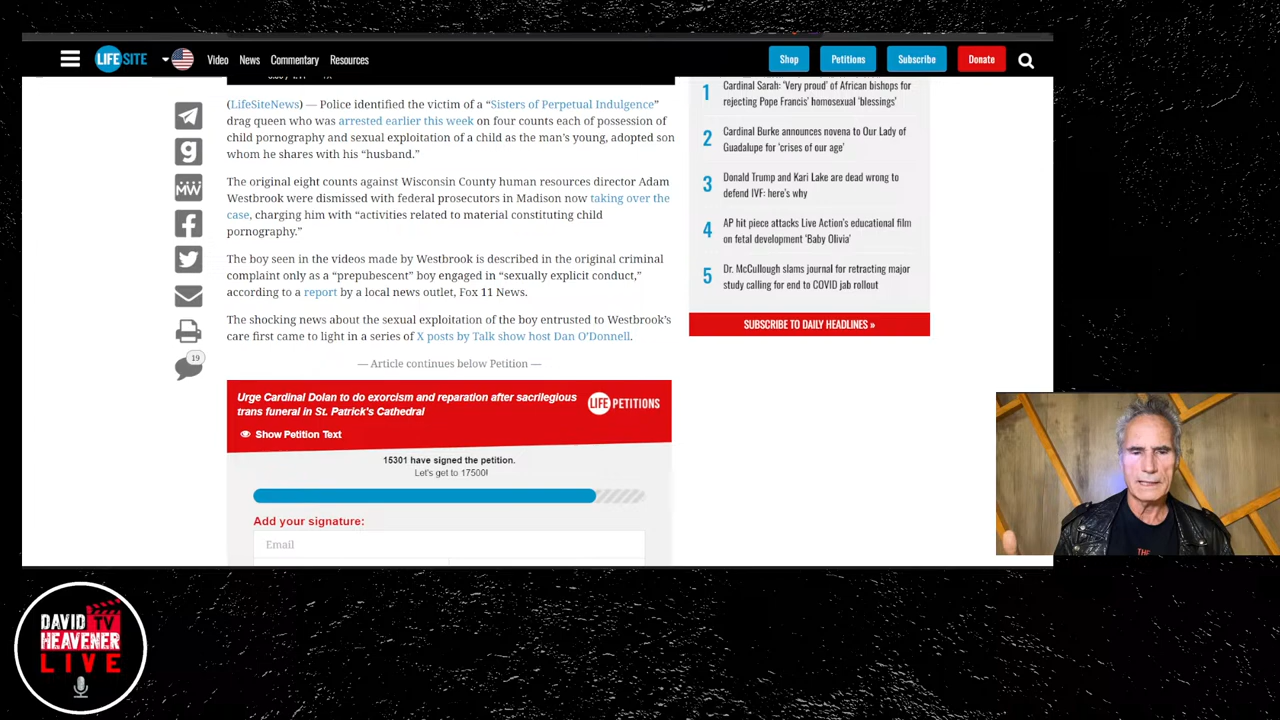 LIFE SITE
Video News Commentary Resources
Shop Petitions Subscribe Donate
(LifeSiteNews) — Police identified the victim of a “Sisters of Perpetual Indulgence”
drag queen who was arrested earlier this week on four counts each of possession of
child pornography and sexual exploitation of a child as the man’s young, adopted son
whom he shares with his “husband.”
The original eight counts against Wisconsin County human resources director Adam
Westbrook were dismissed with federal prosecutors in Madison now taking over the
case, charging him with “activities related to material constituting child
pornography.”
The boy seen in the videos made by Westbrook is described in the original criminal
complaint only as a “prepubescent” boy engaged in “sexually explicit conduct,”
according to a report by a local news outlet, Fox 11 News.
The shocking news about the sexual exploitation of the boy entrusted to Westbrook’s
care first came to light in a series of X posts by Talk show host Dan O’Donnell.
— Article continues below Petition —
Urge Cardinal Dolan to do exorcism and reparation after sacrilegious
trans funeral in St. Patrick's Cathedral
LIFE PETITIONS
Show Petition Text
15301 have signed the petition.
Let's get to 17500!
Add your signature:
Email
g
MW
19
1 Cardinal Sarah: ‘Very proud’ of African bishops for
rejecting Pope Francis’ homosexual ‘blessings’
2 Cardinal Burke announces novena to Our Lady of
Guadalupe for ‘crises of our age’
3 Donald Trump and Kari Lake are dead wrong to
defend IVF: here’s why
4 AP hit piece attacks Live Action’s educational film
on fetal development ‘Baby Olivia’
5 Dr. McCullough slams journal for retracting major
study calling for end to COVID jab rollout
SUBSCRIBE TO DAILY HEADLINES »
THE
DAVID TV
HEAVENER
LIVE